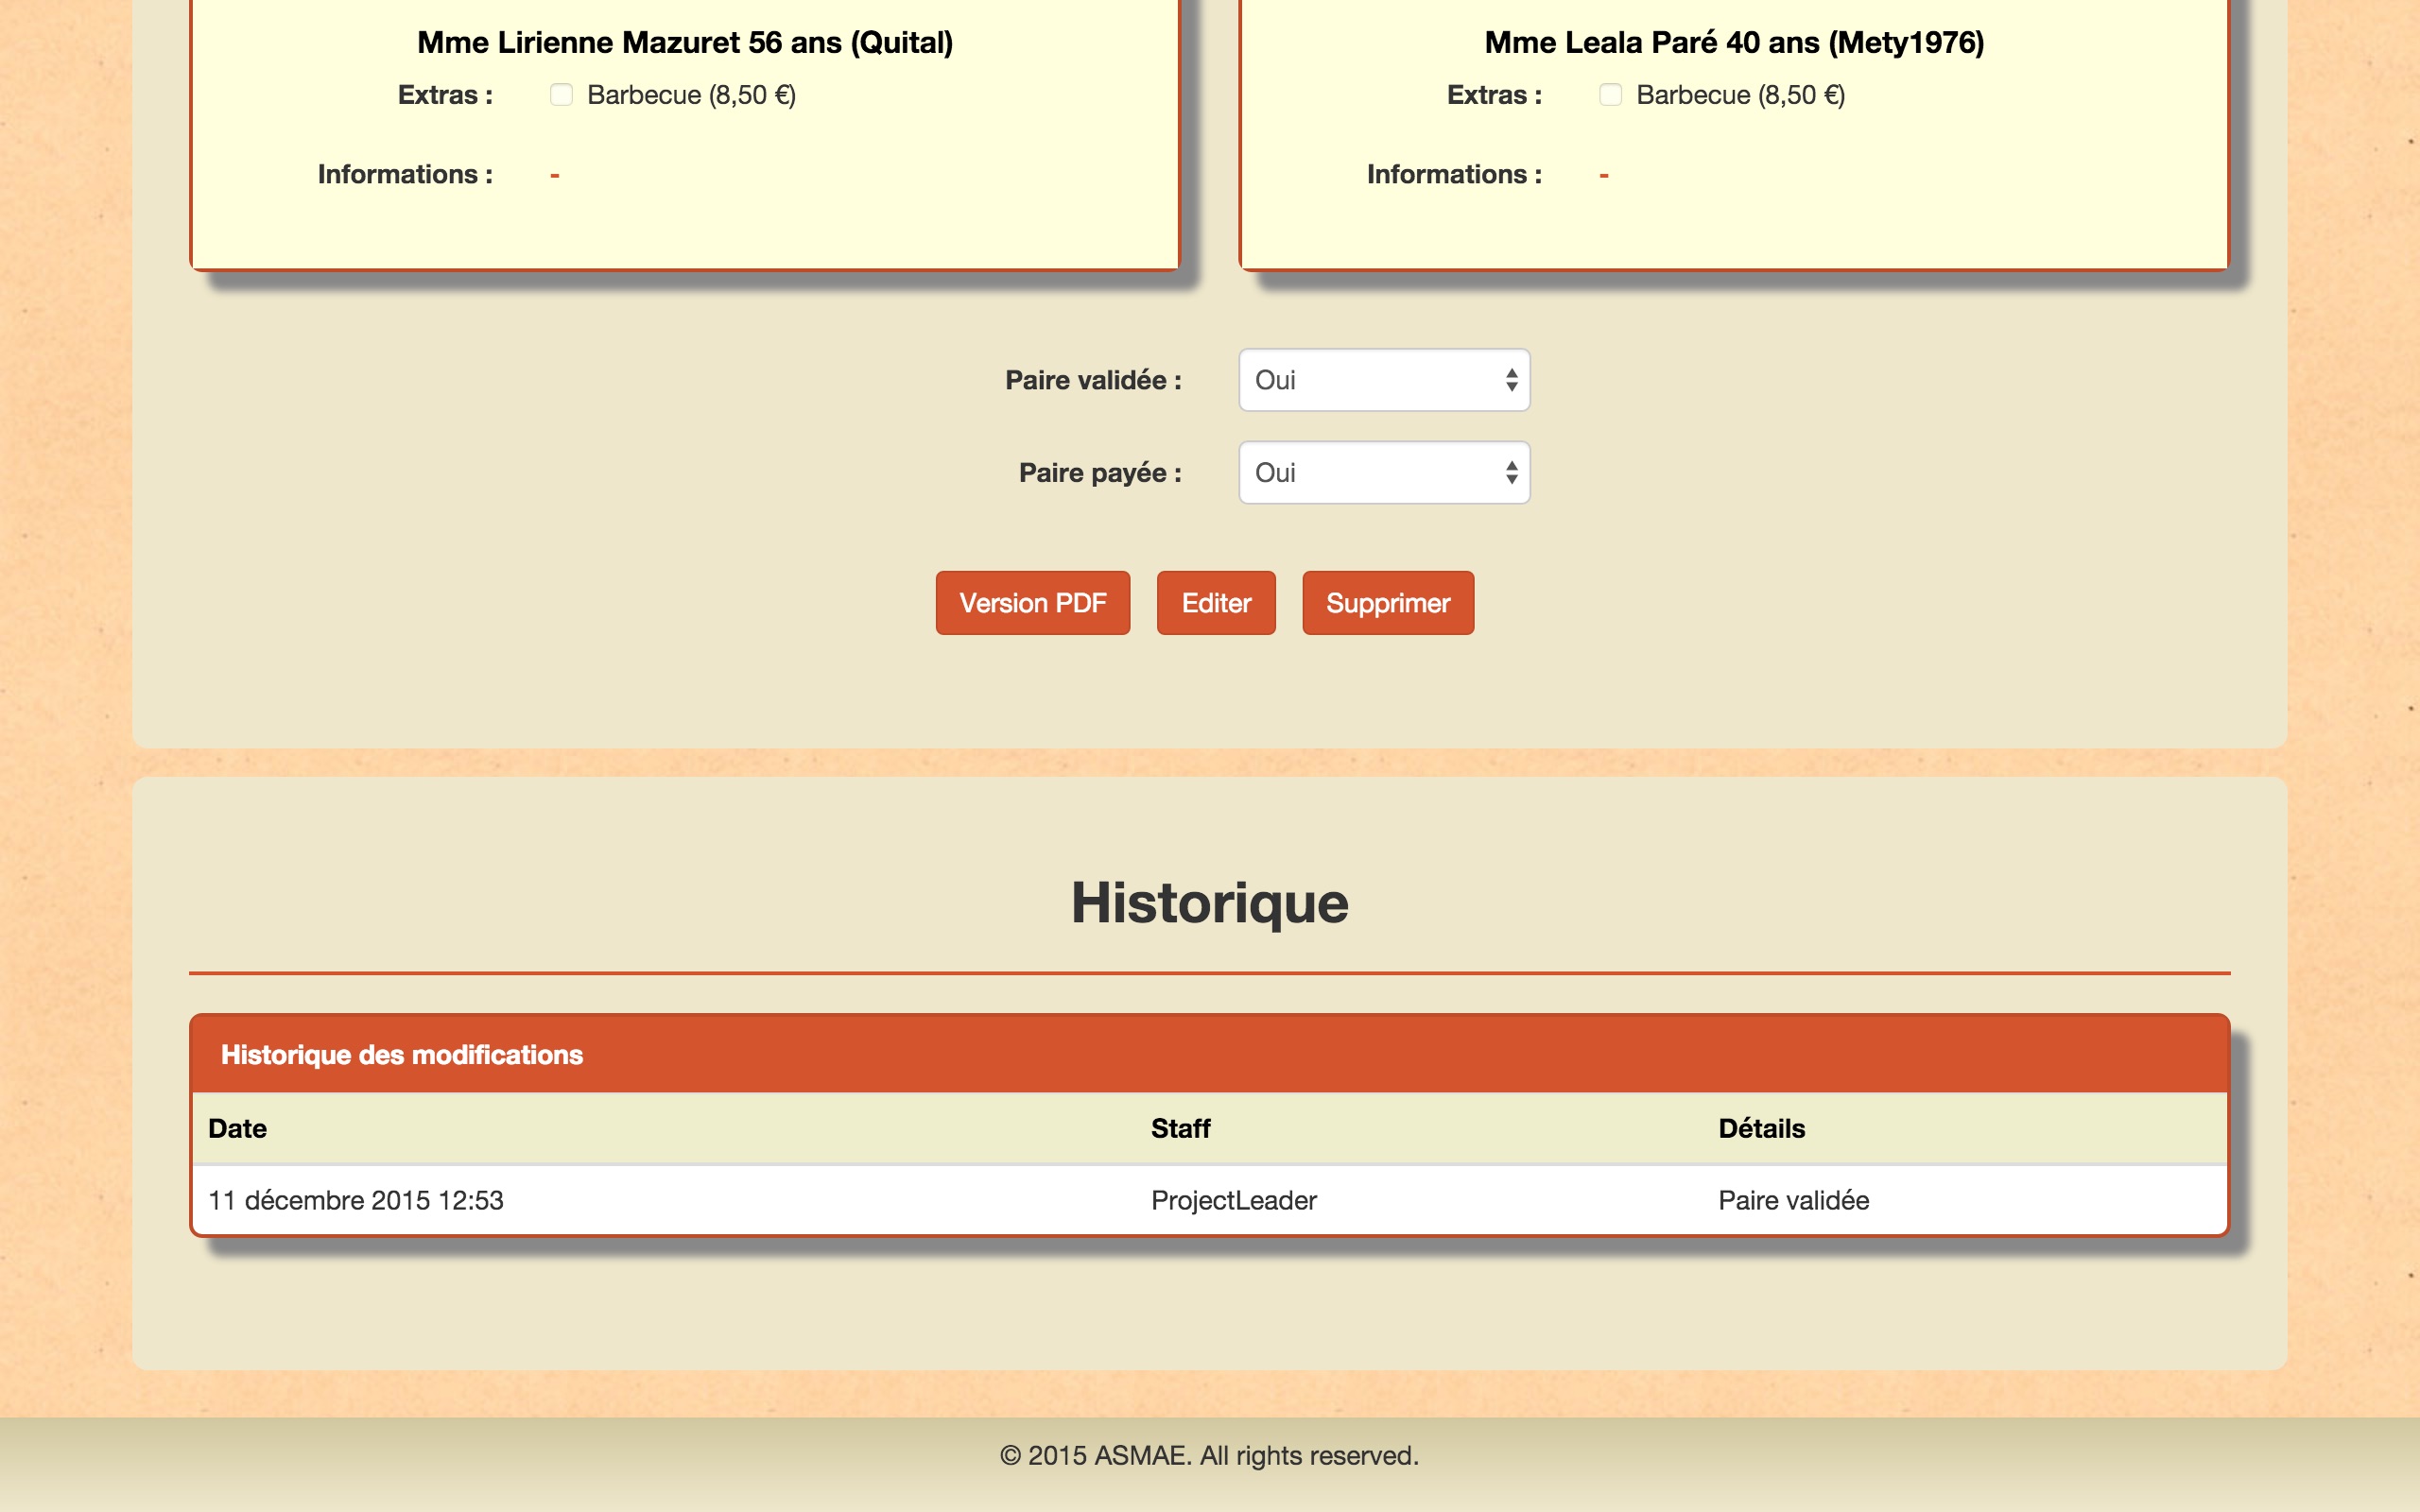 Mme Lirienne Mazuret 56 ans (Quital)
Extras :
Barbecue (8,50 €)
Informations :
-
Mme Leala Paré 40 ans (Mety1976)
Extras :
Barbecue (8,50 €)
Informations :
-
Paire validée :
Oui
Paire payée :
Oui
Version PDF
Editer
Supprimer
Historique
Historique des modifications
Date Staff Détails
11 décembre 2015 12:53 ProjectLeader Paire validée
© 2015 ASMAE. All rights reserved.